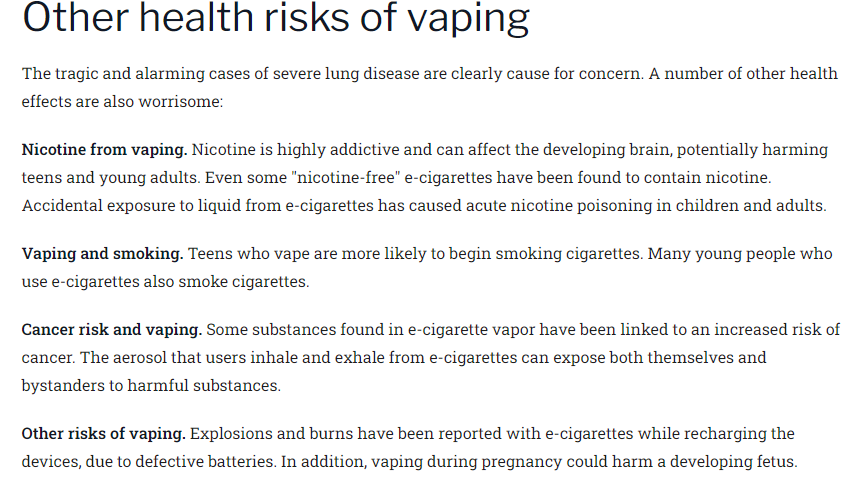 Other health risks of vaping
The tragic and alarming cases of severe lung disease are clearly cause for concern. A number of other health
effects are also worrisome:
Nicotine from vaping. Nicotine is highly addictive and can affect the developing brain, potentially harming
teens and young adults. Even some "nicotine-free" e-cigarettes have been found to contain nicotine.
Accidental exposure to liquid from e-cigarettes has caused acute nicotine poisoning in children and adults.
Vaping and smoking. Teens who vape are more likely to begin smoking cigarettes. Many young people who
use e-cigarettes also smoke cigarettes.
Cancer risk and vaping. Some substances found in e-cigarette vapor have been linked to an increased risk of
cancer. The aerosol that users inhale and exhale from e-cigarettes can expose both themselves and
bystanders to harmful substances.
Other risks of vaping. Explosions and burns have been reported with e-cigarettes while recharging the
devices, due to defective batteries. In addition, vaping during pregnancy could harm a developing fetus.